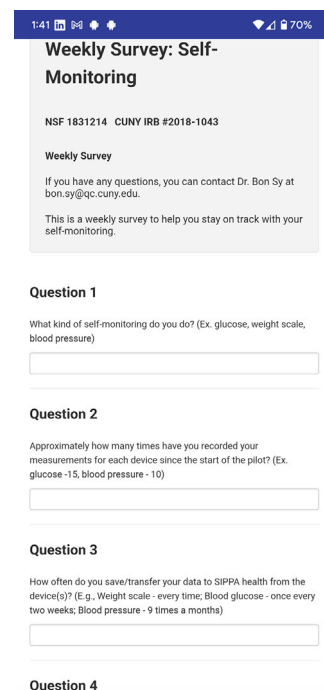 1:41 in M 70%
Weekly Survey: Self-
Monitoring
NSF 1831214 CUNY IRB #2018-1043
Weekly Survey
If you have any questions, you can contact Dr. Bon Sy at
bon.sy@qc.cuny.edu.
This is a weekly survey to help you stay on track with your
self-monitoring.
Question 1
What kind of self-monitoring do you do? (Ex. glucose, weight scale,
blood pressure)
Question 2
Approximately how many times have you recorded your
measurements for each device since the start of the pilot? (Ex.
glucose -15, blood pressure - 10)
Question 3
How often do you save/transfer your data to SIPPA health from the
device(s)? (E.g., Weight scale - every time; Blood glucose - once every
two weeks; Blood pressure - 9 times a months)
Question 4